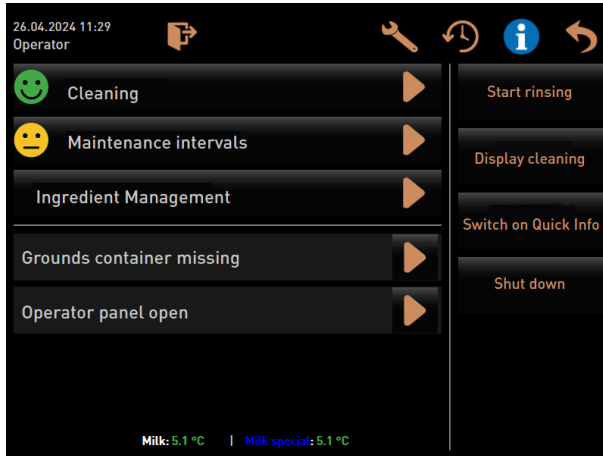 26.04.2024 11:29
Operator
Cleaning
Maintenance intervals
Ingredient Management
Grounds container missing
Operator panel open
Start rinsing
Display cleaning
Switch on Quick Info
Shut down
Milk: 5.1 °C | Milk special: 5.1 °C